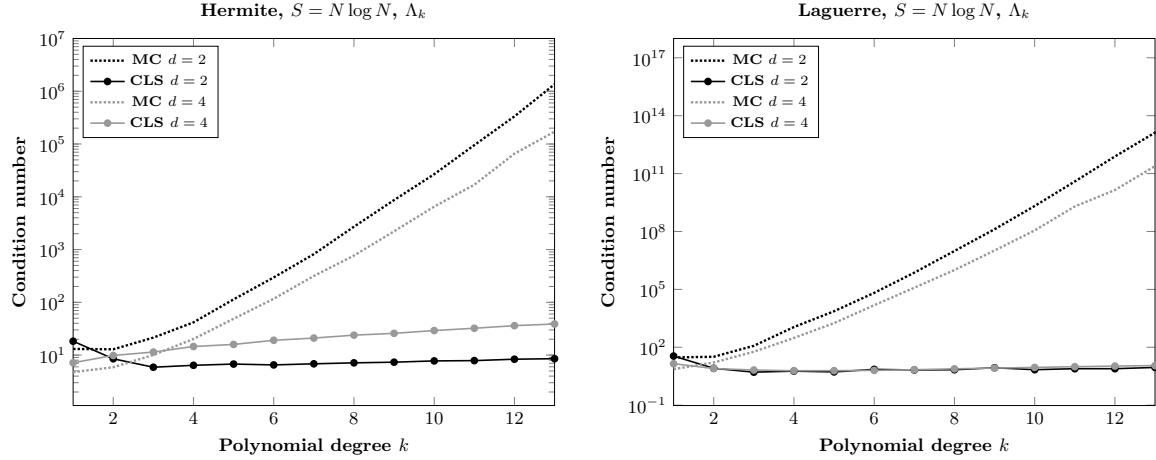 Hermite, S = N log N, Λ_k
10^7
10^6
10^5
10^4
10^3
10^2
10^1
Condition number
MC d = 2
CLS d = 2
MC d = 4
CLS d = 4
2 4 6 8 10 12
Polynomial degree k
Laguerre, S = N log N, Λ_k
10^17
10^14
10^11
10^8
10^5
10^2
10^−1
Condition number
MC d = 2
CLS d = 2
MC d = 4
CLS d = 4
2 4 6 8 10 12
Polynomial degree k